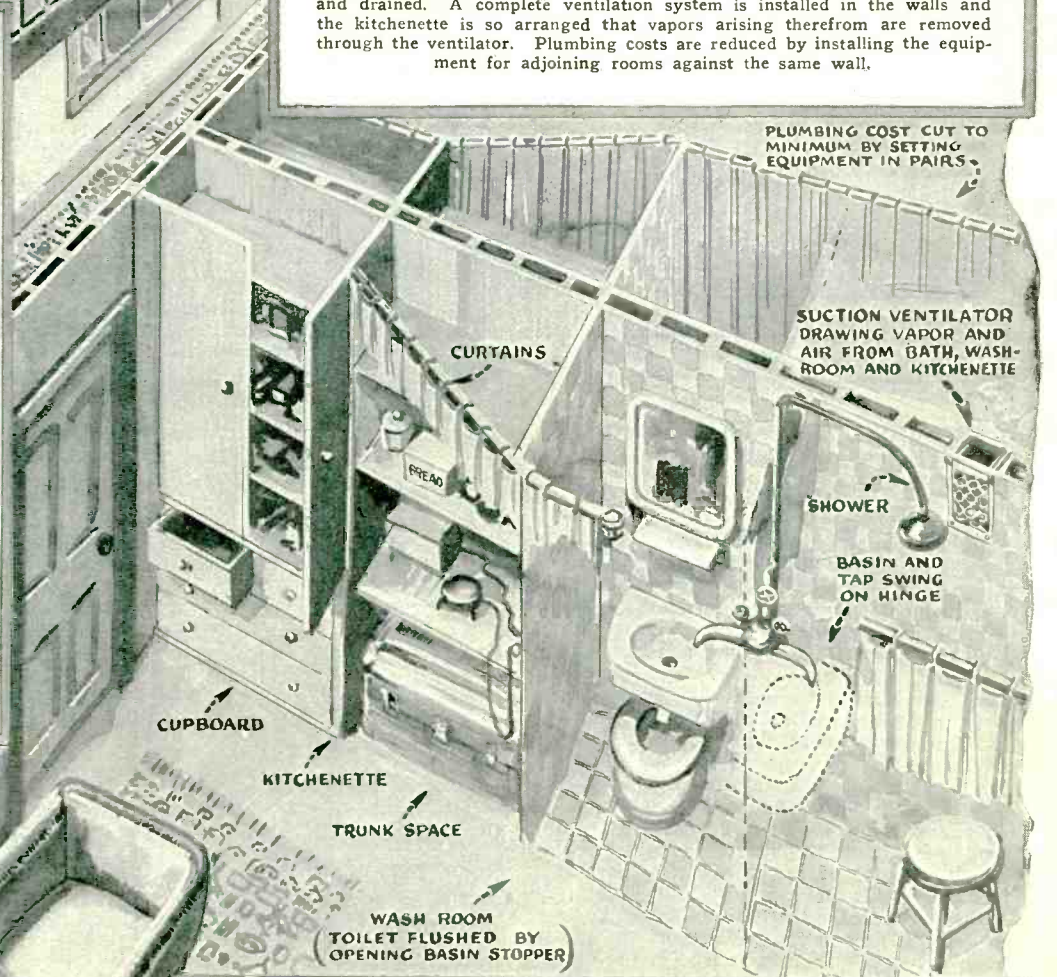 and drained. A complete ventilation system is installed in the walls and
the kitchenette is so arranged that vapors arising therefrom are removed
through the ventilator. Plumbing costs are reduced by installing the equip-
ment for adjoining rooms against the same wall.
PLUMBING COST CUT TO
MINIMUM BY SETTING
EQUIPMENT IN PAIRS
SUCTION VENTILATOR
DRAWING VAPOR AND
AIR FROM BATH, WASH-
ROOM AND KITCHENETTE
CURTAINS
BREAD
SHOWER
BASIN AND
TAP SWING
ON HINGE
CUPBOARD
KITCHENETTE
TRUNK SPACE
WASH ROOM
(TOILET FLUSHED BY
OPENING BASIN STOPPER)